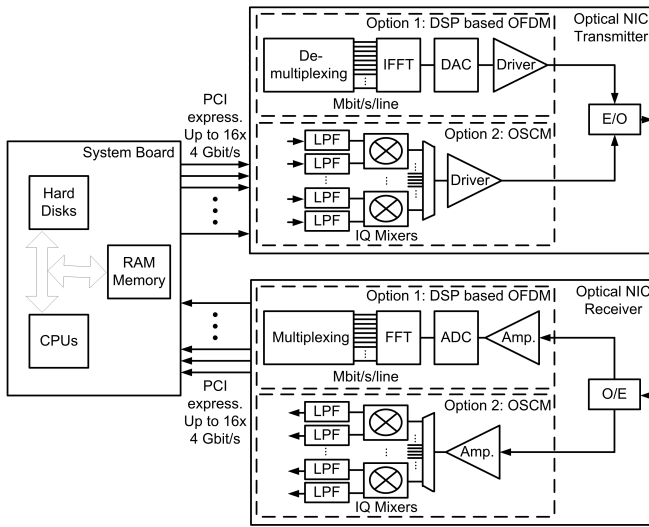 Option 1: DSP based OFDM
Optical NIC
Transmitter
De-
multiplexing
IFFT
DAC
Driver
Mbit/s/line
E/O
PCI
express.
Up to 16x
4 Gbit/s
Option 2: OSCM
LPF
LPF
LPF
LPF
Driver
IQ Mixers
System Board
Hard
Disks
RAM
Memory
CPUs
Option 1: DSP based OFDM
Optical NIC
Receiver
Multiplexing
FFT
ADC
Amp.
Mbit/s/line
O/E
PCI
express.
Up to 16x
4 Gbit/s
Option 2: OSCM
LPF
LPF
LPF
LPF
Amp.
IQ Mixers